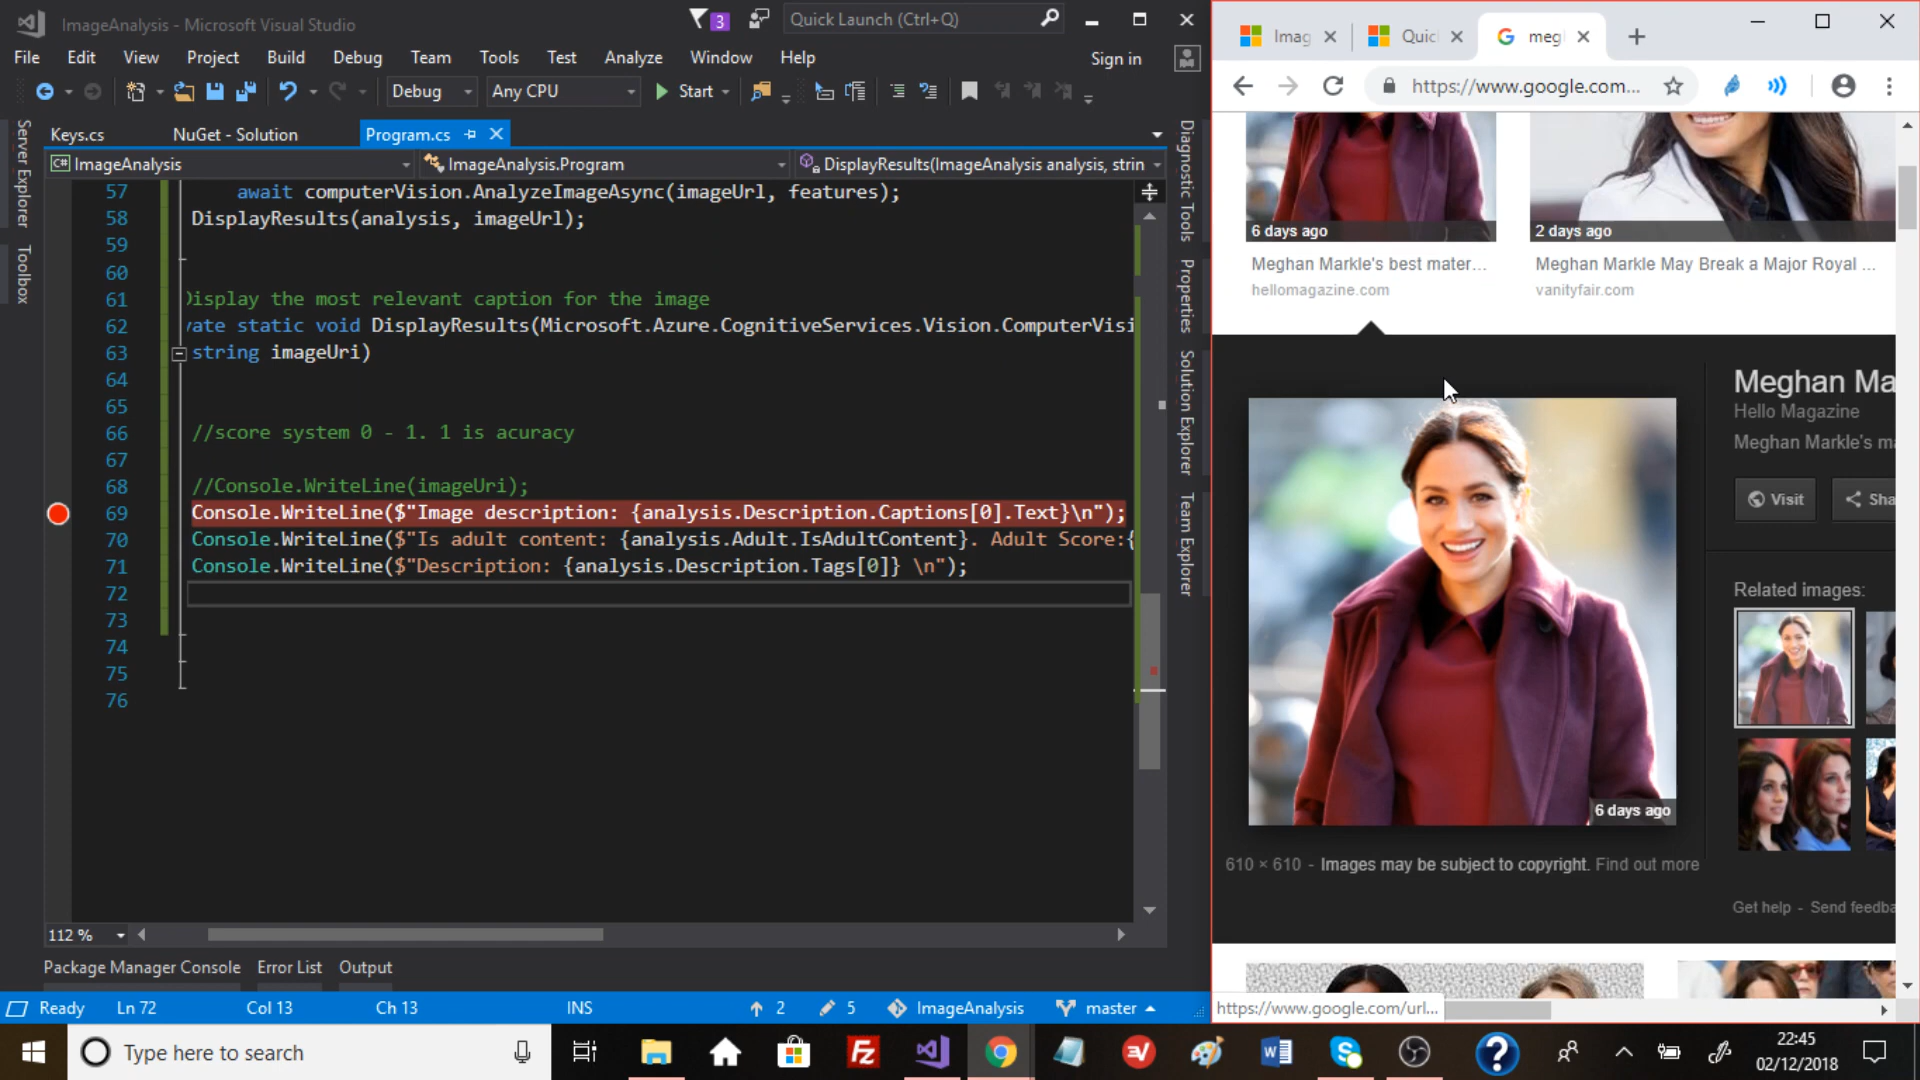 ImageAnalysis - Microsoft Visual Studio
3
Quick Launch (Ctrl+Q)
File Edit View Project Build Debug Team Tools Test Analyze Window Help
Sign in
Debug Any CPU Start
Keys.cs NuGet - Solution Program.cs
ImageAnalysis ImageAnalysis.Program DisplayResults(ImageAnalysis analysis, strin
57 await computerVision.AnalyzeImageAsync(imageUrl, features);
58 DisplayResults(analysis, imageUrl);
59
60
61 Display the most relevant caption for the image
62 vate static void DisplayResults(Microsoft.Azure.CognitiveServices.Vision.ComputerVisi
63 string imageUri)
64
65
66 //score system 0 - 1. 1 is acuracy
67
68 //Console.WriteLine(imageUri);
69 Console.WriteLine($"Image description: {analysis.Description.Captions[0].Text}\n");
70 Console.WriteLine($"Is adult content: {analysis.Adult.IsAdultContent}. Adult Score:{
71 Console.WriteLine($"Description: {analysis.Description.Tags[0]} \n");
72
73
74
75
76
Server Explorer
Toolbox
Diagnostic Tools
Properties
Solution Explorer
Team Explorer
112 %
Package Manager Console Error List Output
Ready Ln 72 Col 13 Ch 13 INS 2 5 ImageAnalysis master
Imag Quic meg
https://www.google.com...
6 days ago
2 days ago
Meghan Markle's best mater...
hellomagazine.com
Meghan Markle May Break a Major Royal ...
vanityfair.com
Meghan Ma
Hello Magazine
Meghan Markle's ma
Visit Sha
Related images:
6 days ago
610 × 610 - Images may be subject to copyright. Find out more
Get help - Send feedba
https://www.google.com/url...
Type here to search
22:45
02/12/2018